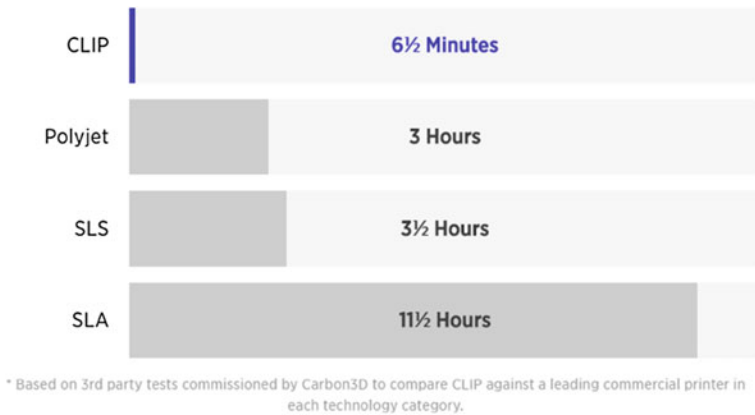 CLIP
6½ Minutes
Polyjet
3 Hours
SLS
3½ Hours
SLA
11½ Hours
* Based on 3rd party tests commissioned by Carbon3D to compare CLIP against a leading commercial printer in
each technology category.